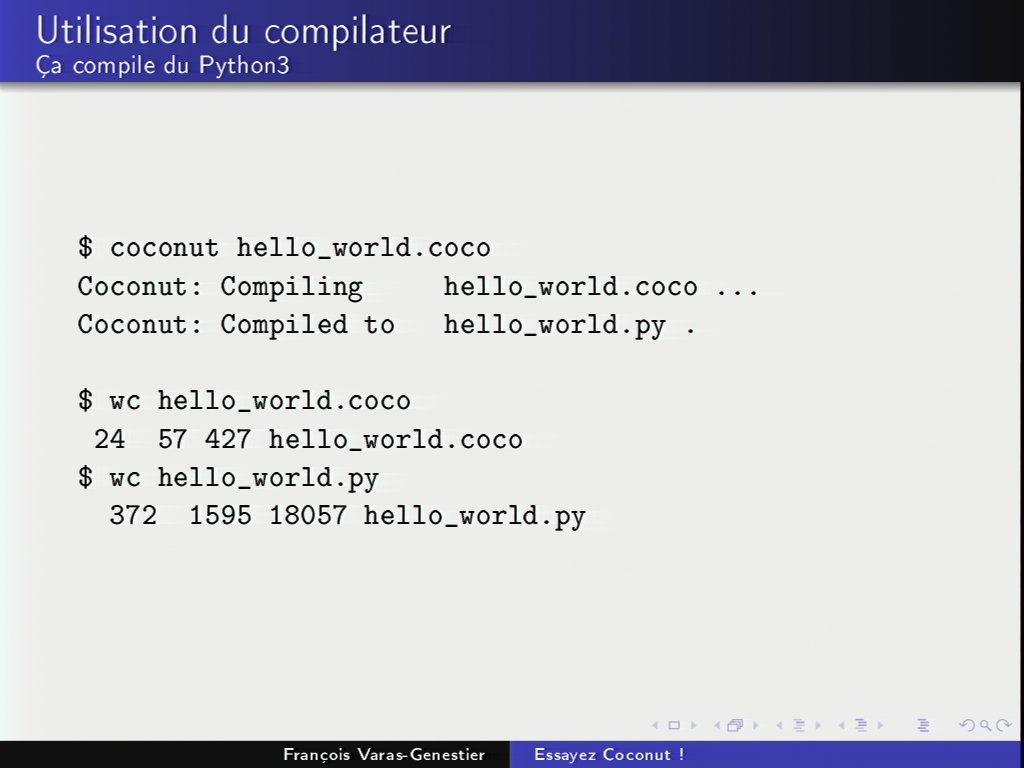 Utilisation du compilateur
Ça compile du Python3
$ coconut hello_world.coco
Coconut: Compiling     hello_world.coco ...
Coconut: Compiled to   hello_world.py .
$ wc hello_world.coco
 24  57 427 hello_world.coco
$ wc hello_world.py
  372  1595 18057 hello_world.py
François Varas-Genestier
Essayez Coconut !